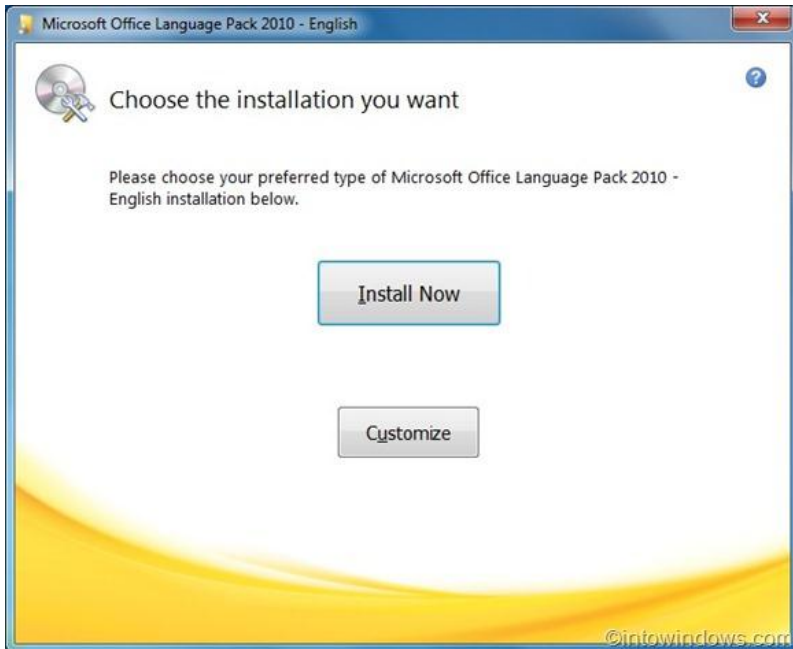 Microsoft Office Language Pack 2010 - English
Choose the installation you want
Please choose your preferred type of Microsoft Office Language Pack 2010 -
English installation below.
Install Now
Customize
©intowindows.com